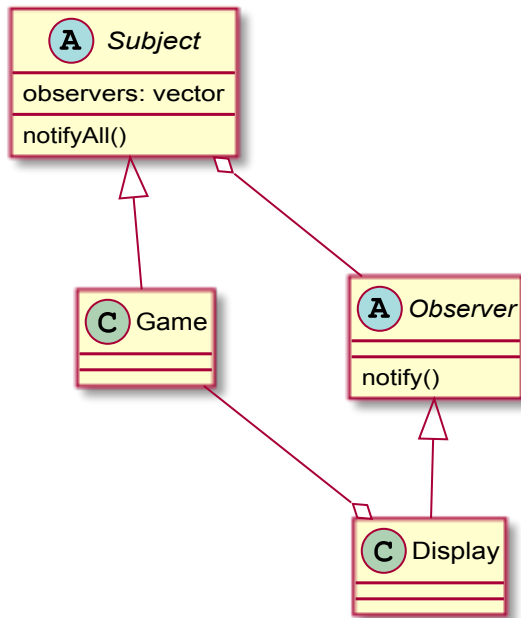 A Subject
observers: vector
notifyAll()
C Game
A Observer
notify()
C Display